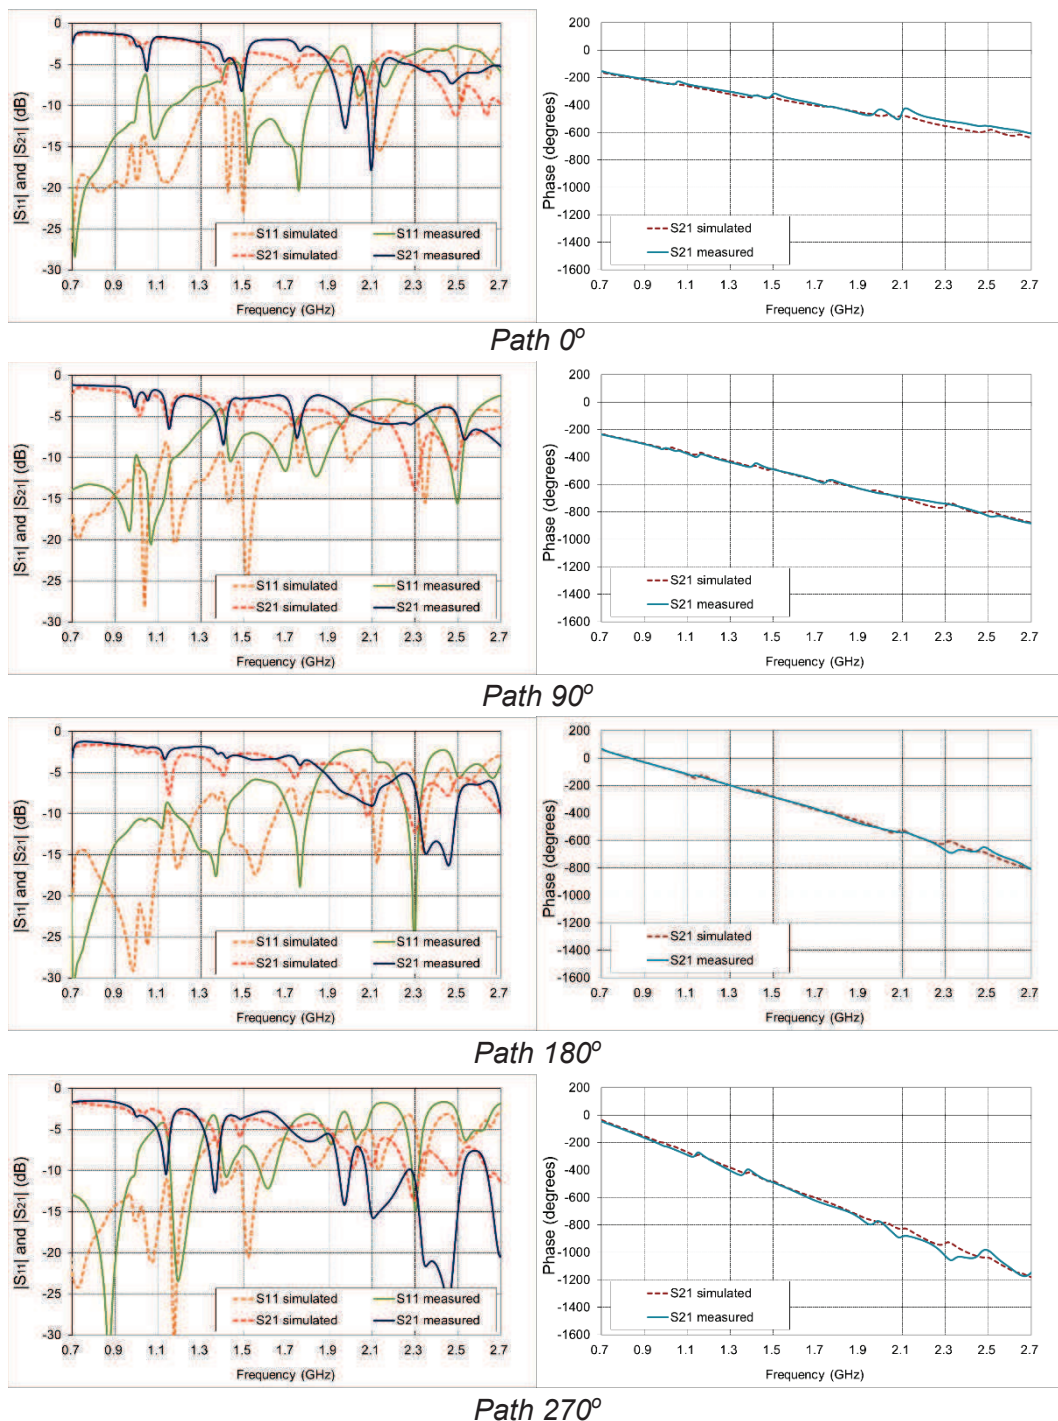 |S11| and |S21| (dB)
0
-5
-10
-15
-20
-25
-30
0.7 0.9 1.1 1.3 1.5 1.7 1.9 2.1 2.3 2.5 2.7
Frequency (GHz)
S11 simulated S11 measured
S21 simulated S21 measured
Phase (degrees)
200
0
-200
-400
-600
-800
-1000
-1200
-1400
-1600
0.7 0.9 1.1 1.3 1.5 1.7 1.9 2.1 2.3 2.5 2.7
Frequency (GHz)
S21 simulated
S21 measured
Path 0º
|S11| and |S21| (dB)
0
-5
-10
-15
-20
-25
-30
0.7 0.9 1.1 1.3 1.5 1.7 1.9 2.1 2.3 2.5 2.7
Frequency (GHz)
S11 simulated S11 measured
S21 simulated S21 measured
Phase (degrees)
200
0
-200
-400
-600
-800
-1000
-1200
-1400
-1600
0.7 0.9 1.1 1.3 1.5 1.7 1.9 2.1 2.3 2.5 2.7
Frequency (GHz)
S21 simulated
S21 measured
Path 90º
|S11| and |S21| (dB)
0
-5
-10
-15
-20
-25
-30
0.7 0.9 1.1 1.3 1.5 1.7 1.9 2.1 2.3 2.5 2.7
Frequency (GHz)
S11 simulated S11 measured
S21 simulated S21 measured
Phase (degrees)
200
0
-200
-400
-600
-800
-1000
-1200
-1400
-1600
0.7 0.9 1.1 1.3 1.5 1.7 1.9 2.1 2.3 2.5 2.7
Frequency (GHz)
S21 simulated
S21 measured
Path 180º
|S11| and |S21| (dB)
0
-5
-10
-15
-20
-25
-30
0.7 0.9 1.1 1.3 1.5 1.7 1.9 2.1 2.3 2.5 2.7
Frequency (GHz)
S11 simulated S11 measured
S21 simulated S21 measured
Phase (degrees)
200
0
-200
-400
-600
-800
-1000
-1200
-1400
-1600
0.7 0.9 1.1 1.3 1.5 1.7 1.9 2.1 2.3 2.5 2.7
Frequency (GHz)
S21 simulated
S21 measured
Path 270º